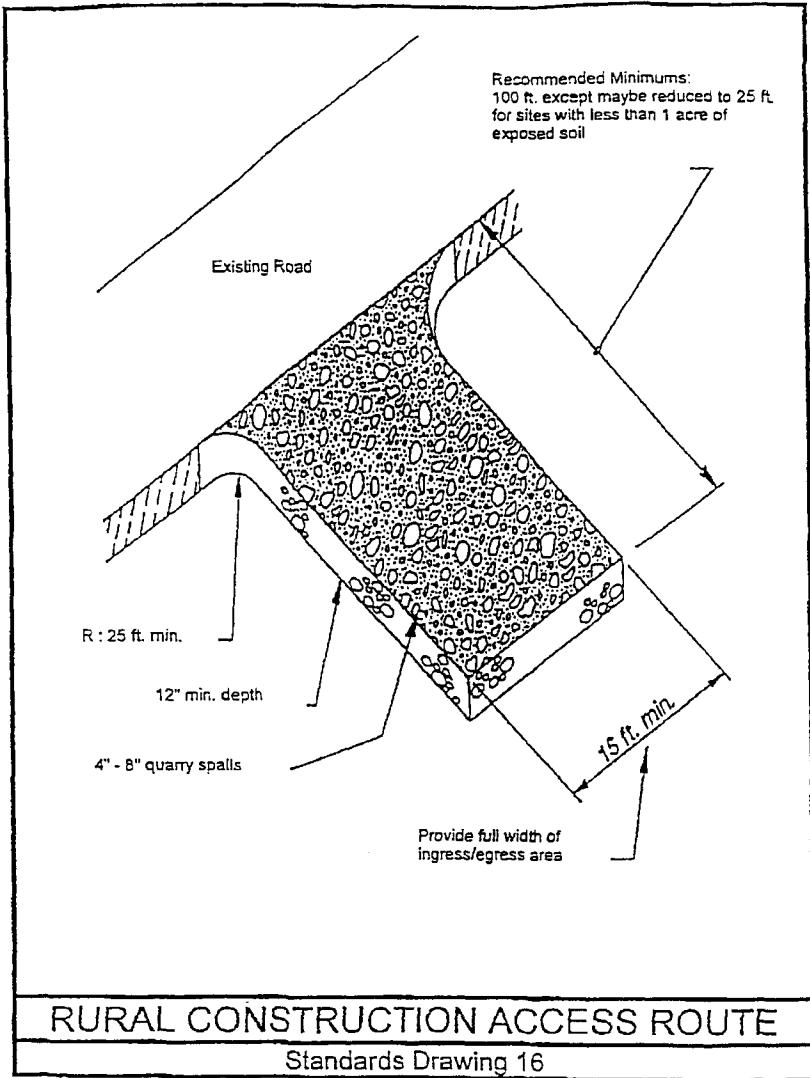 Recommended Minimums:
100 ft. except maybe reduced to 25 ft.
for sites with less than 1 acre of
exposed soil
Existing Road
R : 25 ft. min.
12" min. depth
4" - 8" quarry spalls
15 ft. min.
Provide full width of
ingress/egress area
RURAL CONSTRUCTION ACCESS ROUTE
Standards Drawing 16